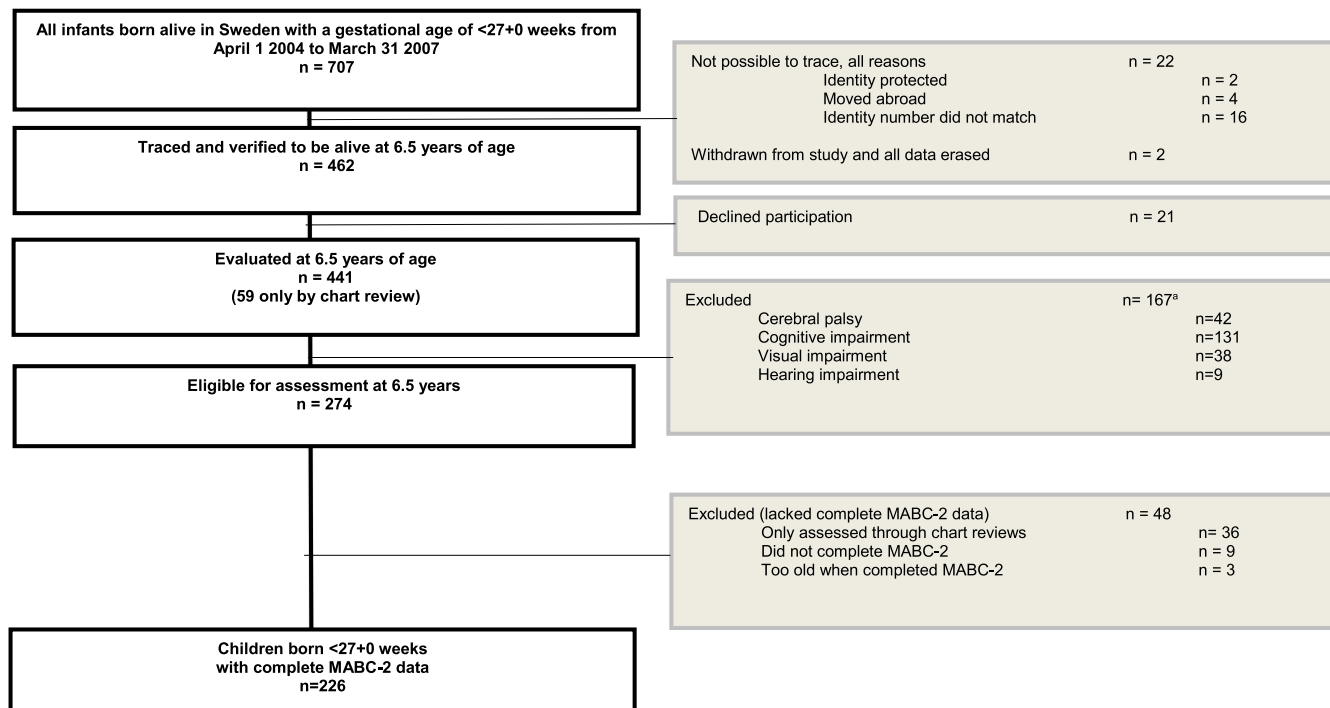 All infants born alive in Sweden with a gestational age of <27+0 weeks from
April 1 2004 to March 31 2007
n = 707
Not possible to trace, all reasons n = 22
Identity protected n = 2
Moved abroad n = 4
Identity number did not match n = 16
Withdrawn from study and all data erased n = 2
Traced and verified to be alive at 6.5 years of age
n = 462
Declined participation n = 21
Evaluated at 6.5 years of age
n = 441
(59 only by chart review)
Excluded n= 167ᵃ
Cerebral palsy n=42
Cognitive impairment n=131
Visual impairment n=38
Hearing impairment n=9
Eligible for assessment at 6.5 years
n = 274
Excluded (lacked complete MABC-2 data) n = 48
Only assessed through chart reviews n= 36
Did not complete MABC-2 n = 9
Too old when completed MABC-2 n = 3
Children born <27+0 weeks
with complete MABC-2 data
n=226